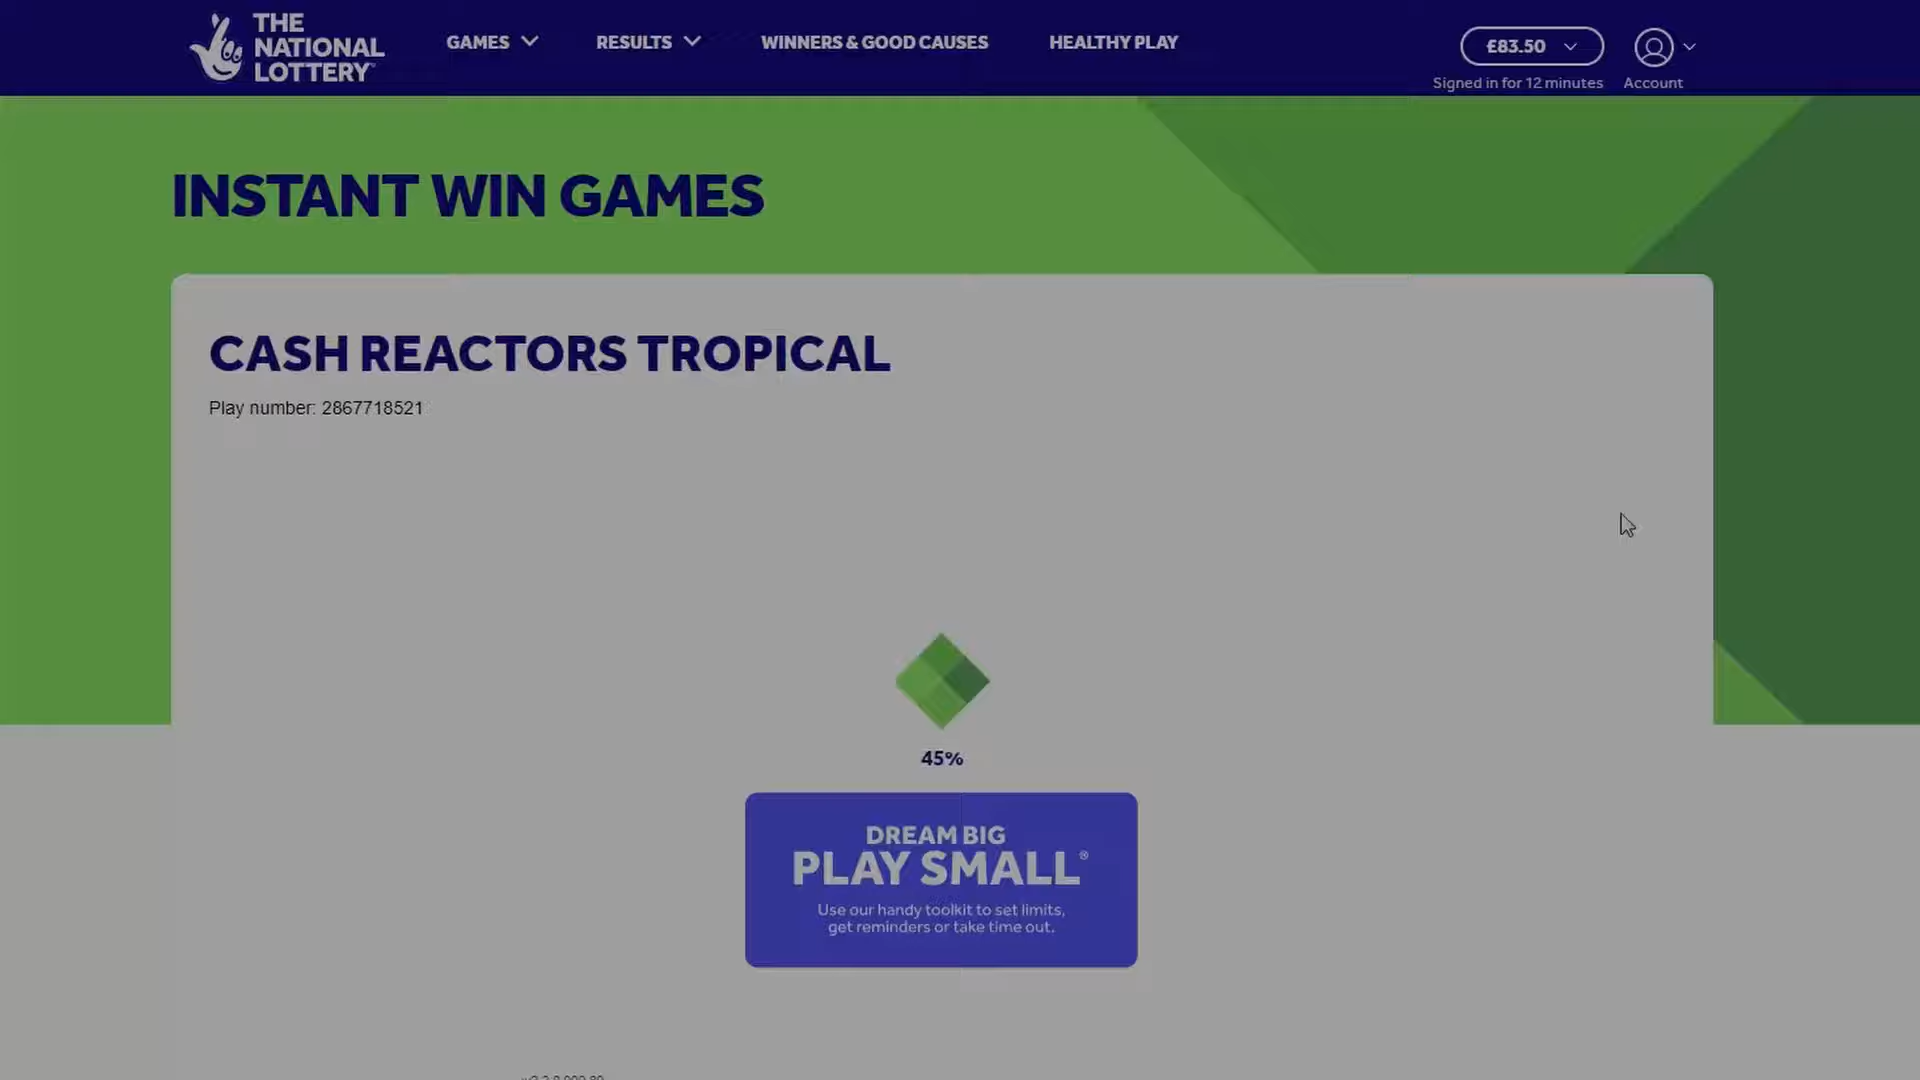 THE
NATIONAL
LOTTERY
GAMES
RESULTS
WINNERS & GOOD CAUSES
HEALTHY PLAY
£83.50
Signed in for 12 minutes
Account
INSTANT WIN GAMES
CASH REACTORS TROPICAL
Play number: 2867718521
45%
DREAM BIG
PLAY SMALL®
Use our handy toolkit to set limits,
get reminders or take time out.